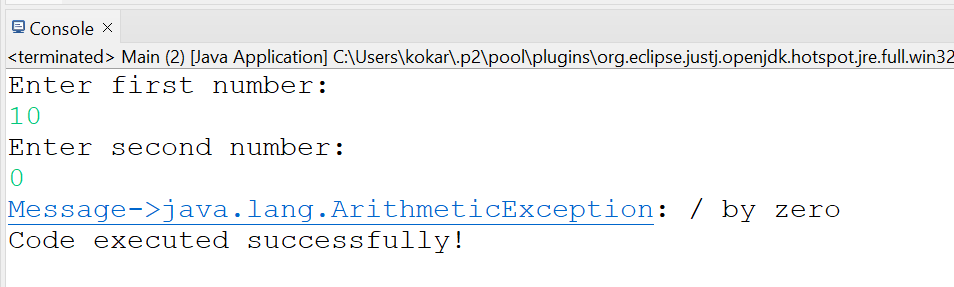 Console
<terminated> Main (2) [Java Application] C:\Users\kokar\.p2\pool\plugins\org.eclipse.justj.openjdk.hotspot.jre.full.win32
Enter first number:
10
Enter second number:
0
Message->java.lang.ArithmeticException: / by zero
Code executed successfully!